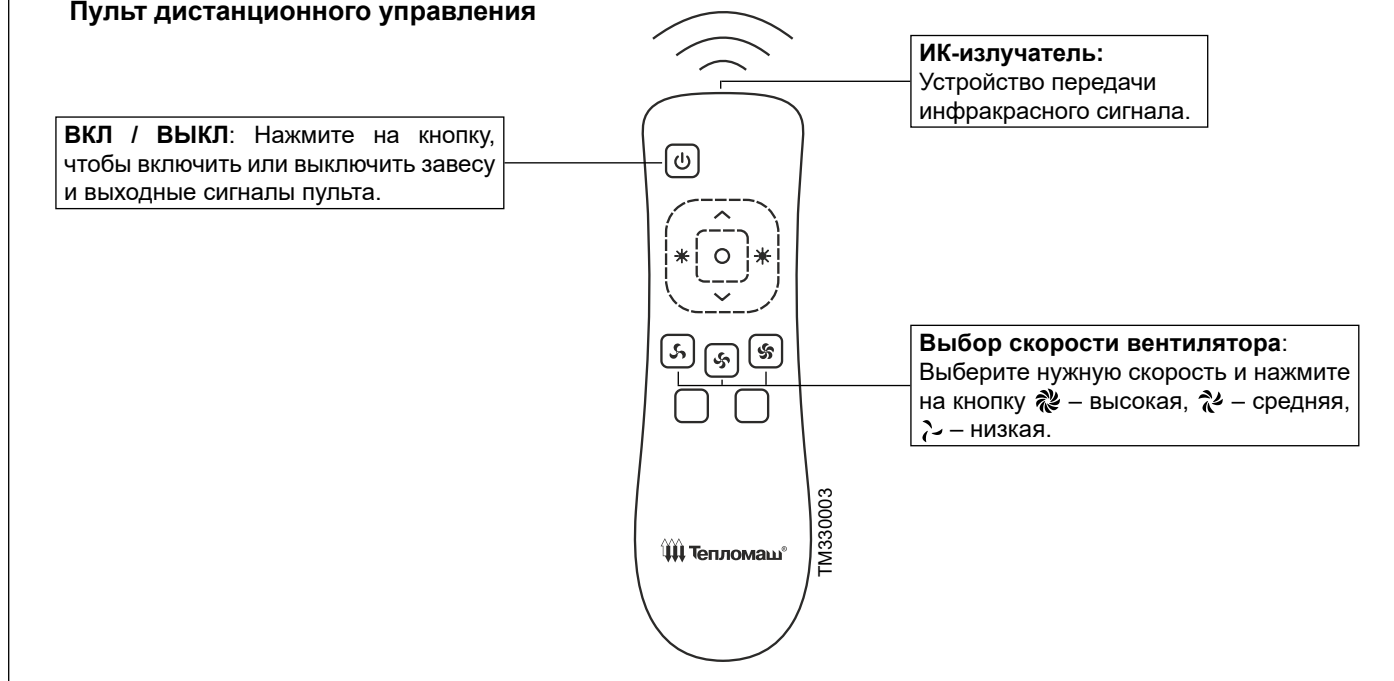 Пульт дистанционного управления
ИК-излучатель:
Устройство передачи
инфракрасного сигнала.
ВКЛ / ВЫКЛ: Нажмите на кнопку,
чтобы включить или выключить завесу
и выходные сигналы пульта.
Выбор скорости вентилятора:
Выберите нужную скорость и нажмите
на кнопку – высокая, – средняя,
– низкая.
Тепломаш®
TM330003